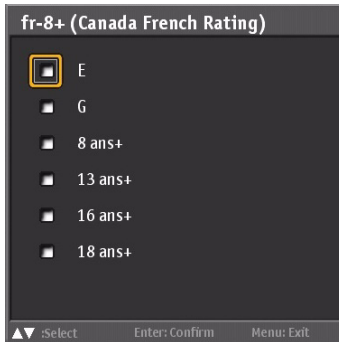 fr-8+ (Canada French Rating)
E
G
8 ans+
13 ans+
16 ans+
18 ans+
▲▼ :Select Enter: Confirm Menu: Exit